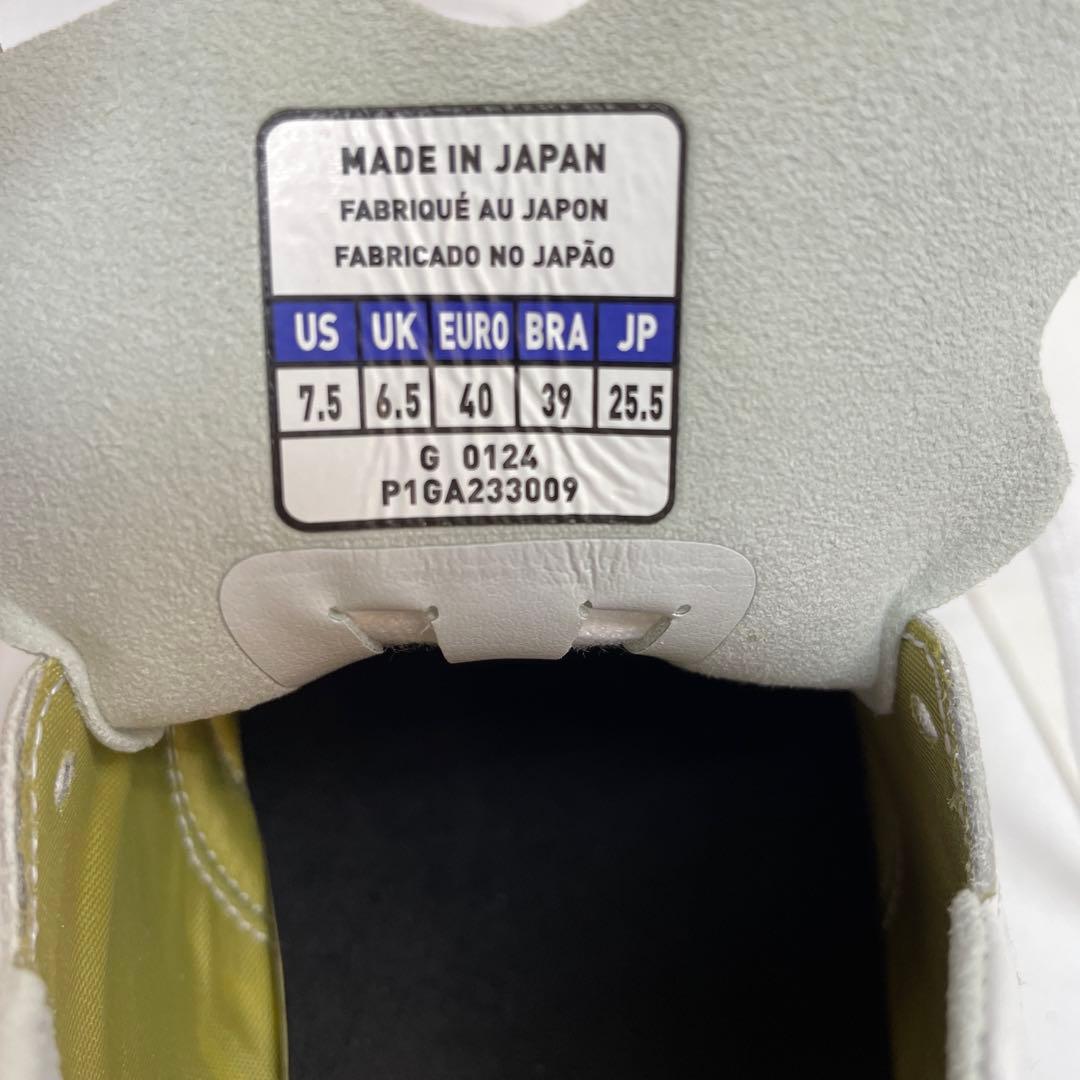 MADE IN JAPAN
FABRIQUÉ AU JAPON
FABRICADO NO JAPÃO
US UK EURO BRA JP
7.5 6.5 40 39 25.5
G 0124
P1GA233009